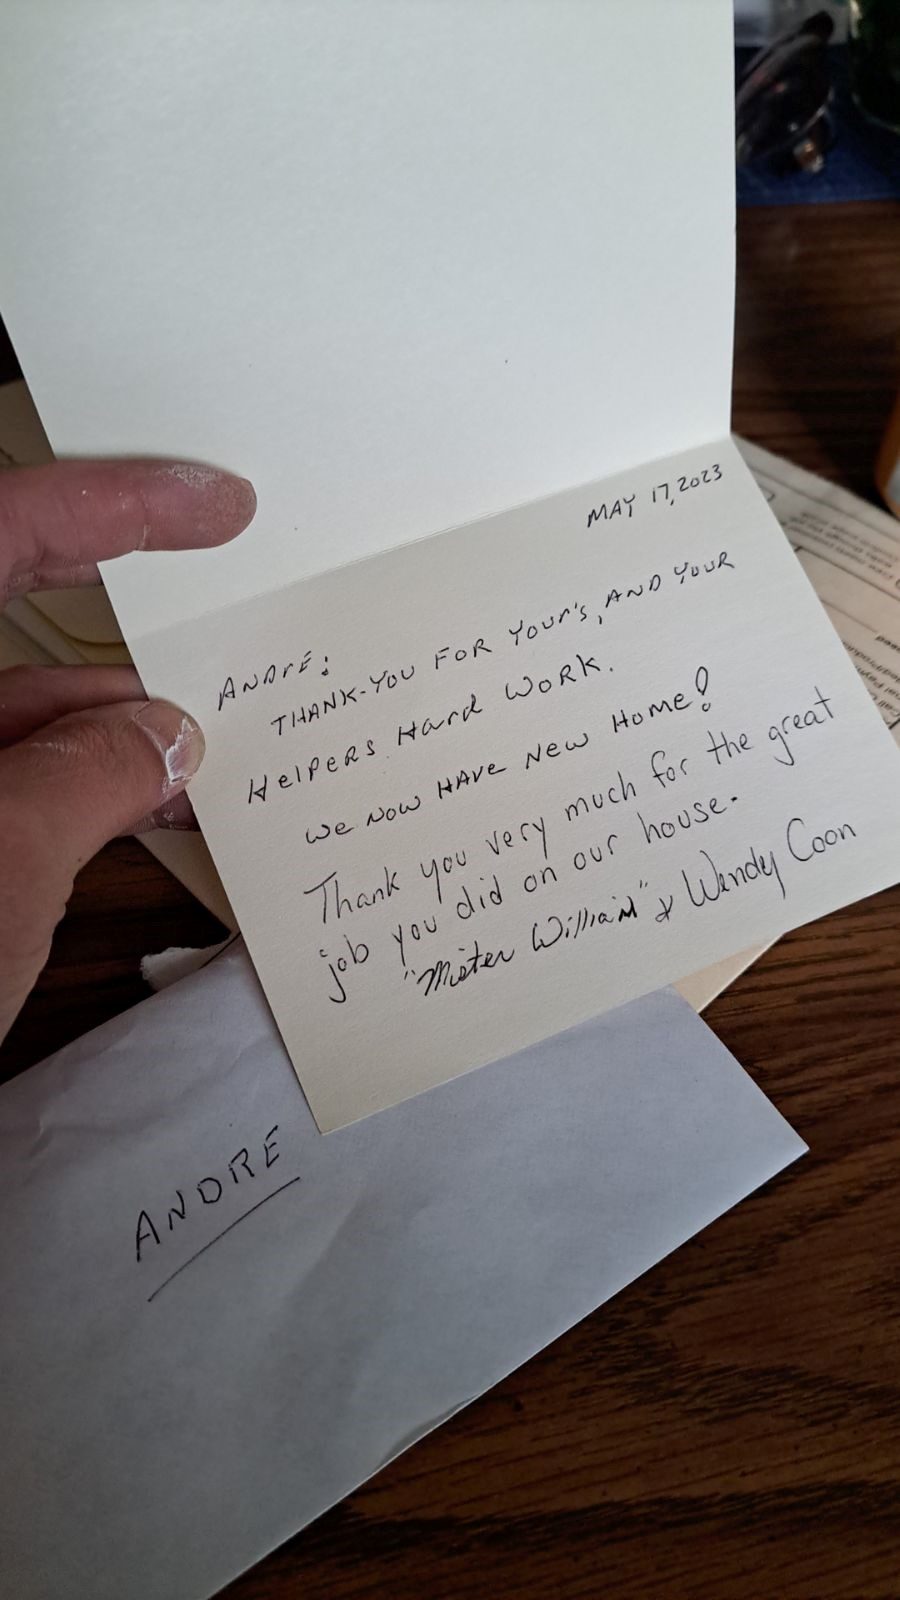 MAY 17, 2023
ANDrE:
THANK-YOU FOR YOUr's, AND YOUR
HelPERS Hard WORK.
We NOW HAVe NEW HOMe!
Thank you very much for the great
job you did on our house.
"Mister William" & Wendy Coon
ANDRE